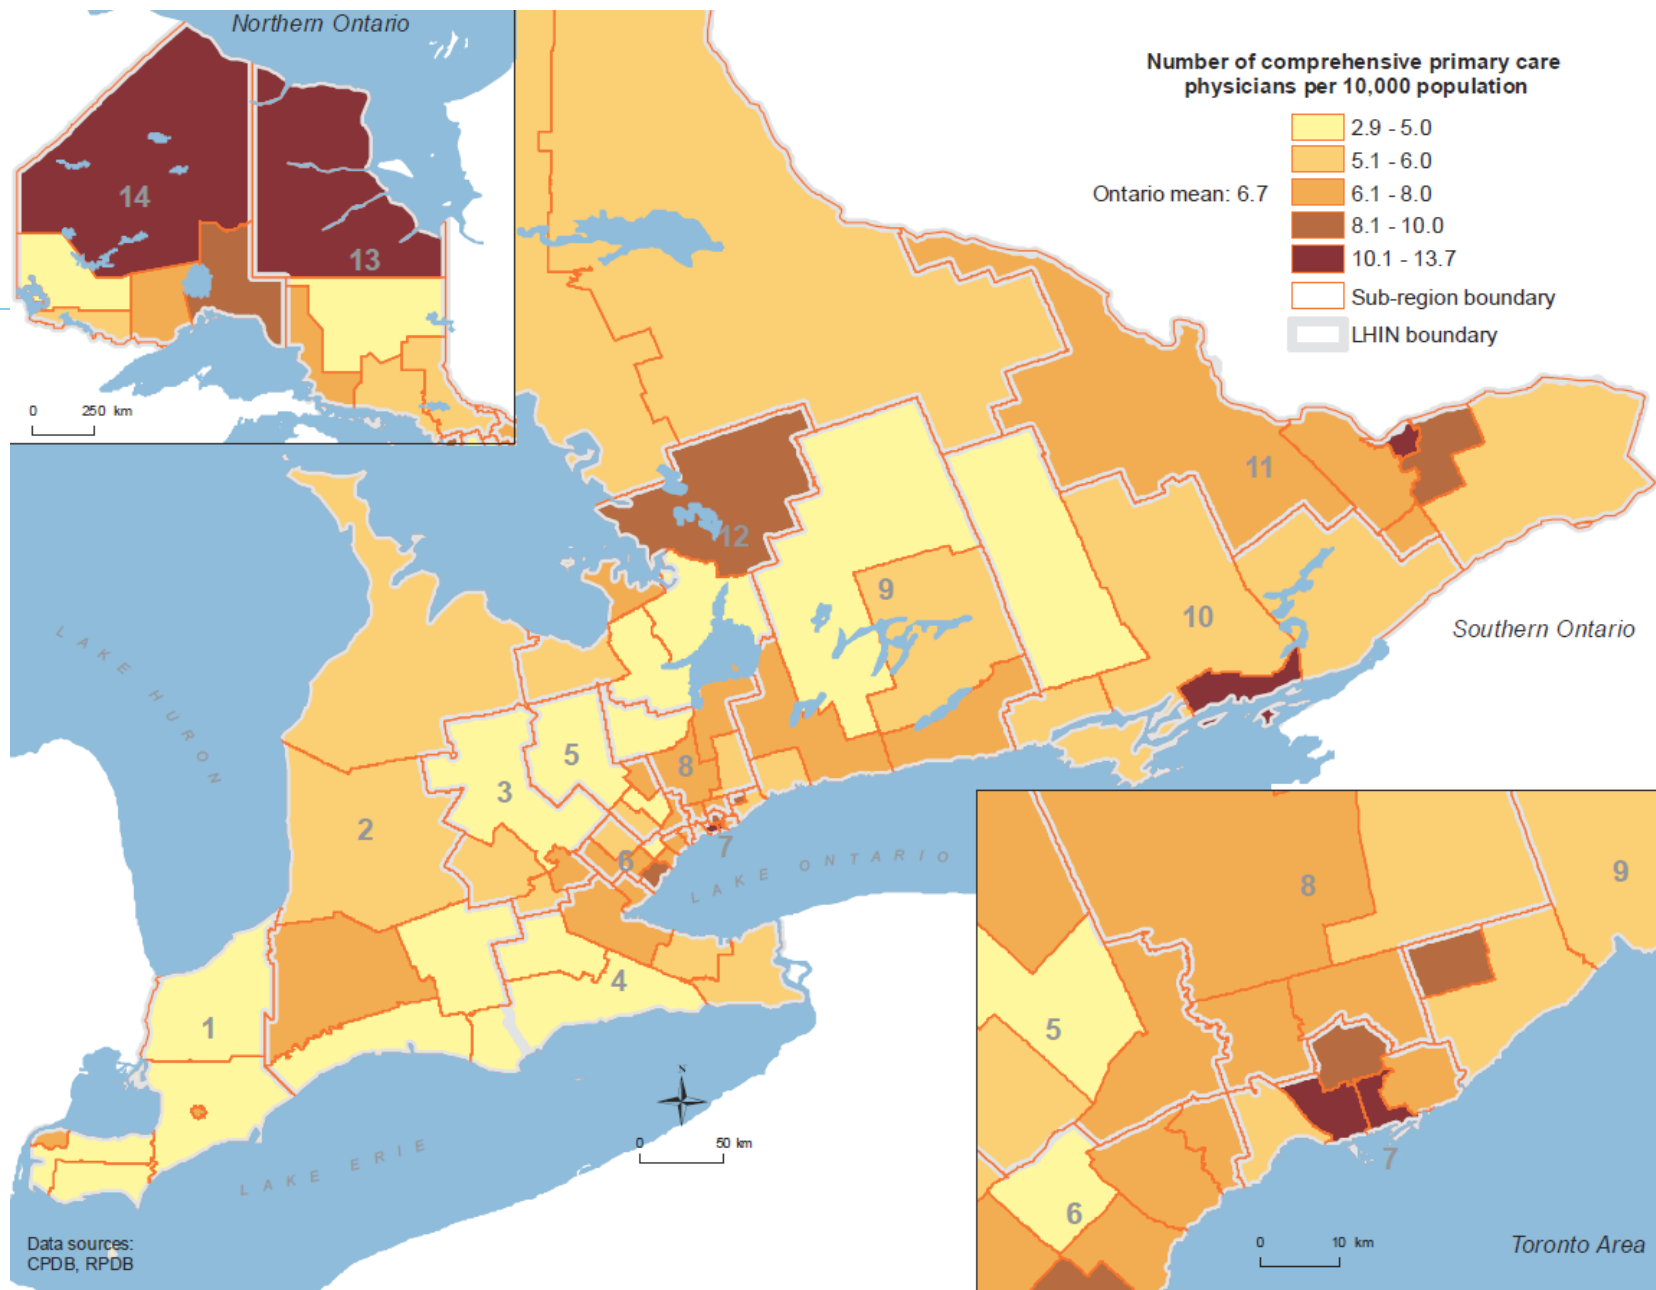 Northern Ontario
14
13
0 250 km
Number of comprehensive primary care
physicians per 10,000 population
2.9 - 5.0
5.1 - 6.0
Ontario mean: 6.7
6.1 - 8.0
8.1 - 10.0
10.1 - 13.7
Sub-region boundary
LHIN boundary
11
12
9
10
Southern Ontario
LAKE HURON
5
8
3
2
6
7
LAKE ONTARIO
4
1
N
0 50 km
LAKE ERIE
Data sources:
CPDB, RPDB
8
9
5
7
6
0 10 km
Toronto Area